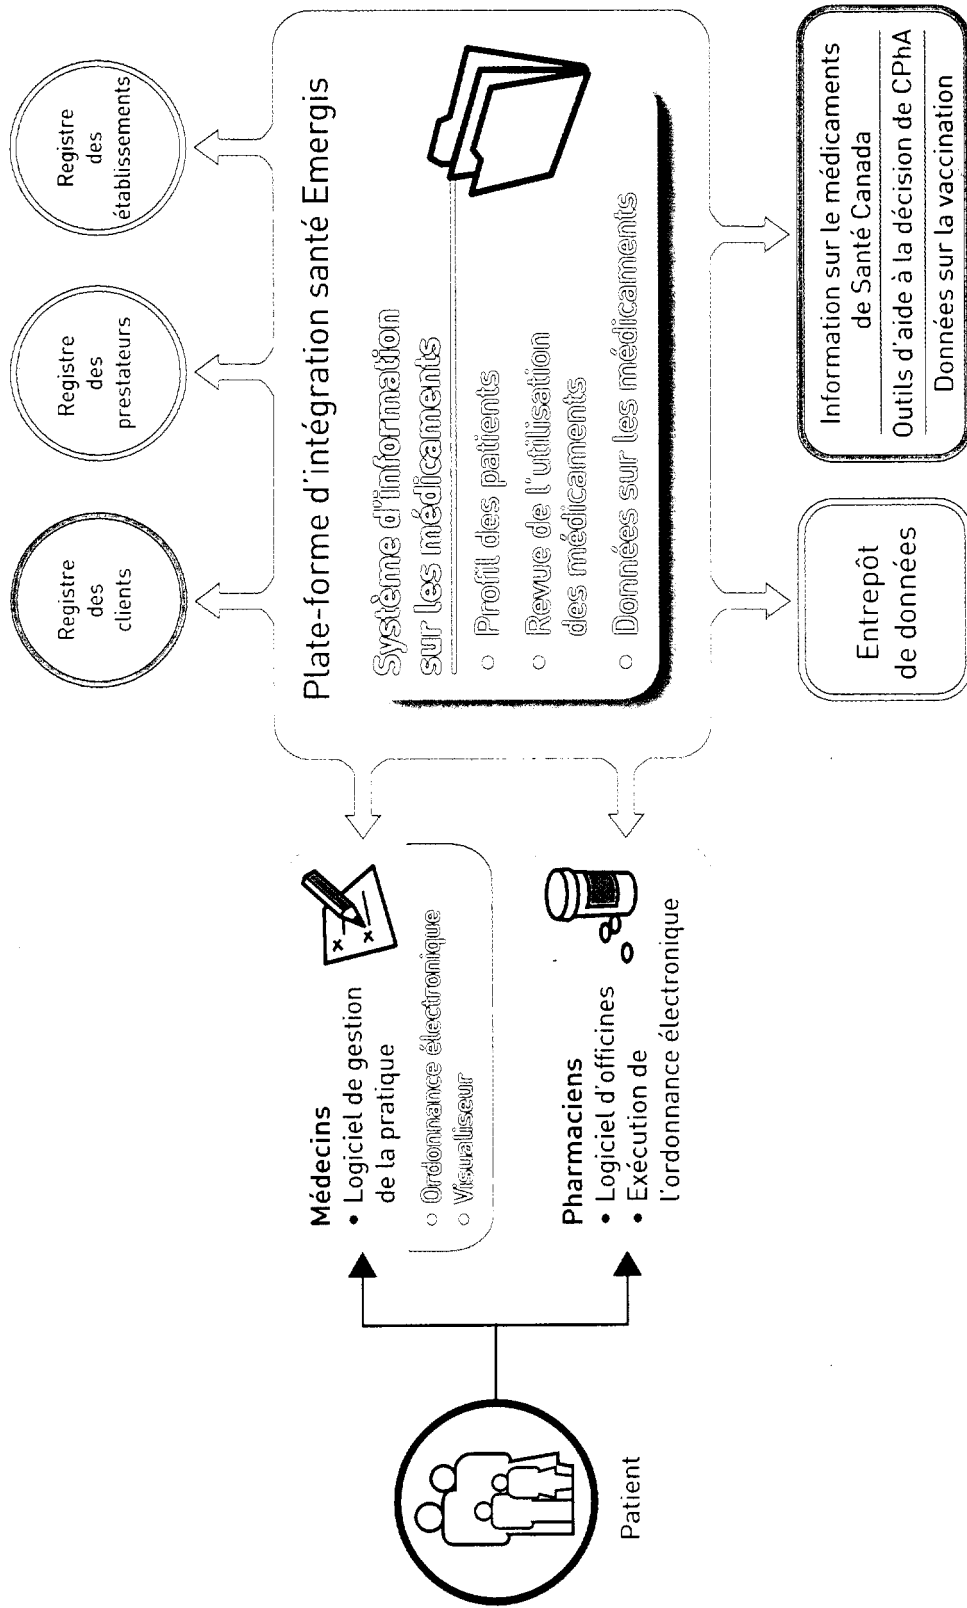 Registre
des
clients
Registre
des
prestateurs
Registre
des
établissements
Plate-forme d'intégration santé Emergis
Système d'information
sur les médicaments
○ Profil des patients
○ Revue de l'utilisation
des médicaments
○ Données sur les médicaments
Médecins
• Logiciel de gestion
de la pratique
○ Ordonnance électronique
○ Visualiseur
Pharmaciens
• Logiciel d'officines
• Exécution de
l'ordonnance électronique
Patient
Entrepôt
de données
Information sur le médicaments
de Santé Canada
Outils d'aide à la décision de CPhA
Données sur la vaccination